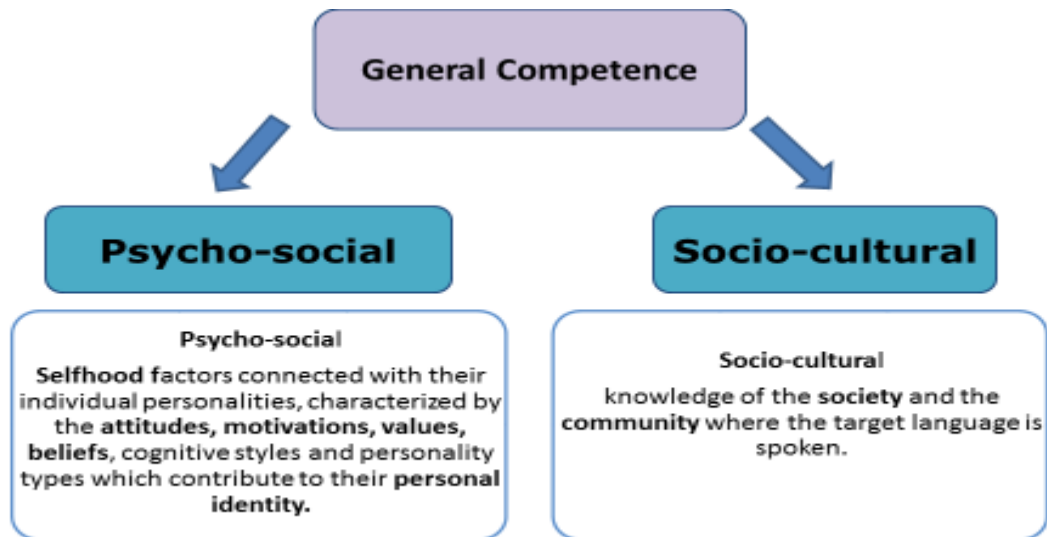 General Competence
Psycho-social
Socio-cultural
Psycho-social
Selfhood factors connected with their
individual personalities, characterized by
the attitudes, motivations, values,
beliefs, cognitive styles and personality
types which contribute to their personal
identity.
Socio-cultural
knowledge of the society and the
community where the target language is
spoken.